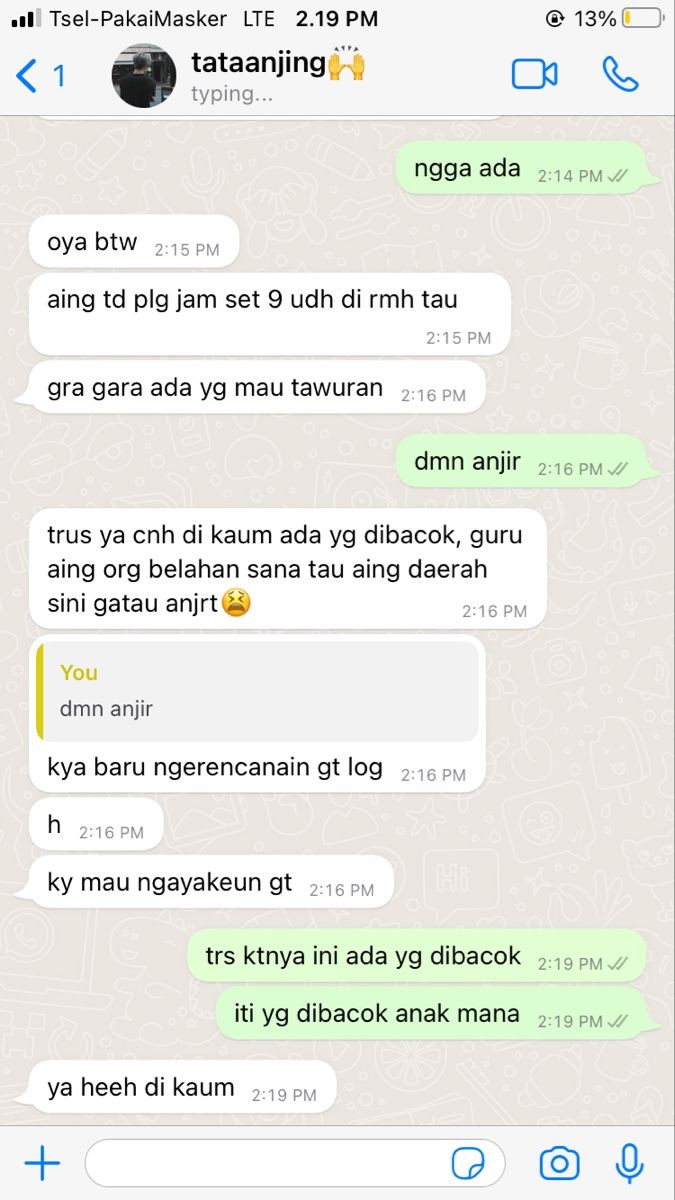 Tsel-PakaiMasker LTE 2.19 PM 13%
1 tataanjing🙌
typing...
ngga ada 2:14 PM
oya btw 2:15 PM
aing td plg jam set 9 udh di rmh tau
2:15 PM
gra gara ada yg mau tawuran 2:16 PM
dmn anjir 2:16 PM
trus ya cnh di kaum ada yg dibacok, guru
aing org belahan sana tau aing daerah
sini gatau anjrt😫 2:16 PM
You
dmn anjir
kya baru ngerencanain gt log 2:16 PM
h 2:16 PM
ky mau ngayakeun gt 2:16 PM
trs ktnya ini ada yg dibacok 2:19 PM
iti yg dibacok anak mana 2:19 PM
ya heeh di kaum 2:19 PM